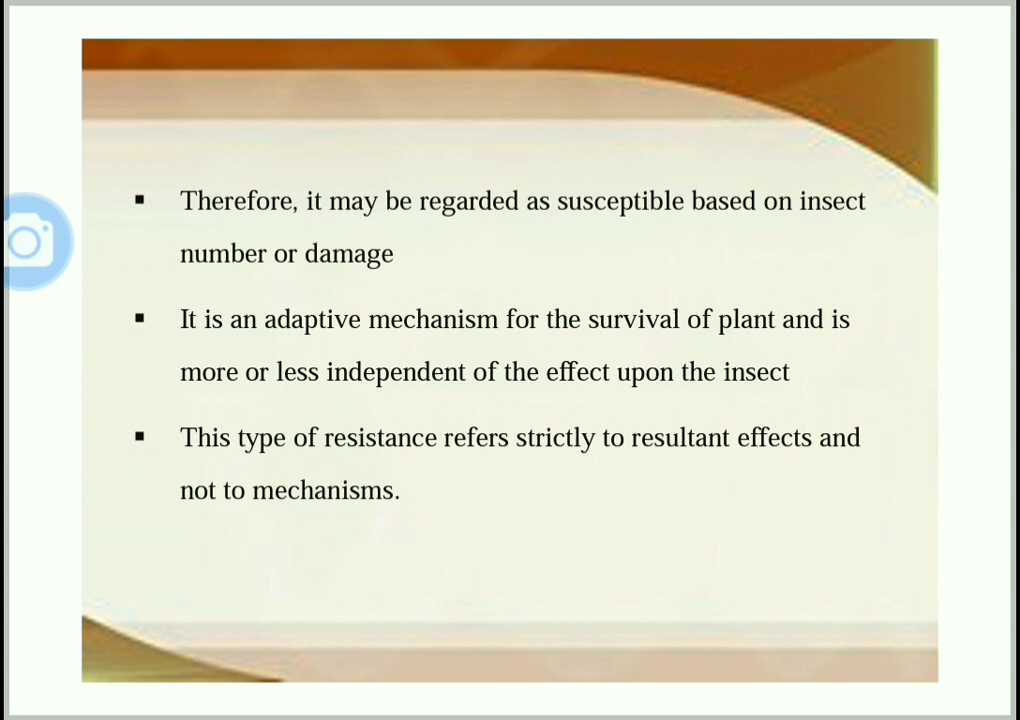 ▪ Therefore, it may be regarded as susceptible based on insect
number or damage
▪ It is an adaptive mechanism for the survival of plant and is
more or less independent of the effect upon the insect
▪ This type of resistance refers strictly to resultant effects and
not to mechanisms.